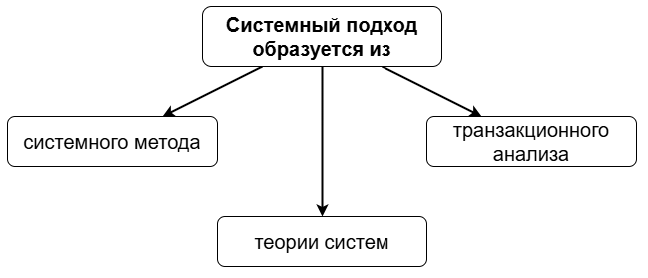 Системный подход
образуется из
системного метода
транзакционного
анализа
теории систем